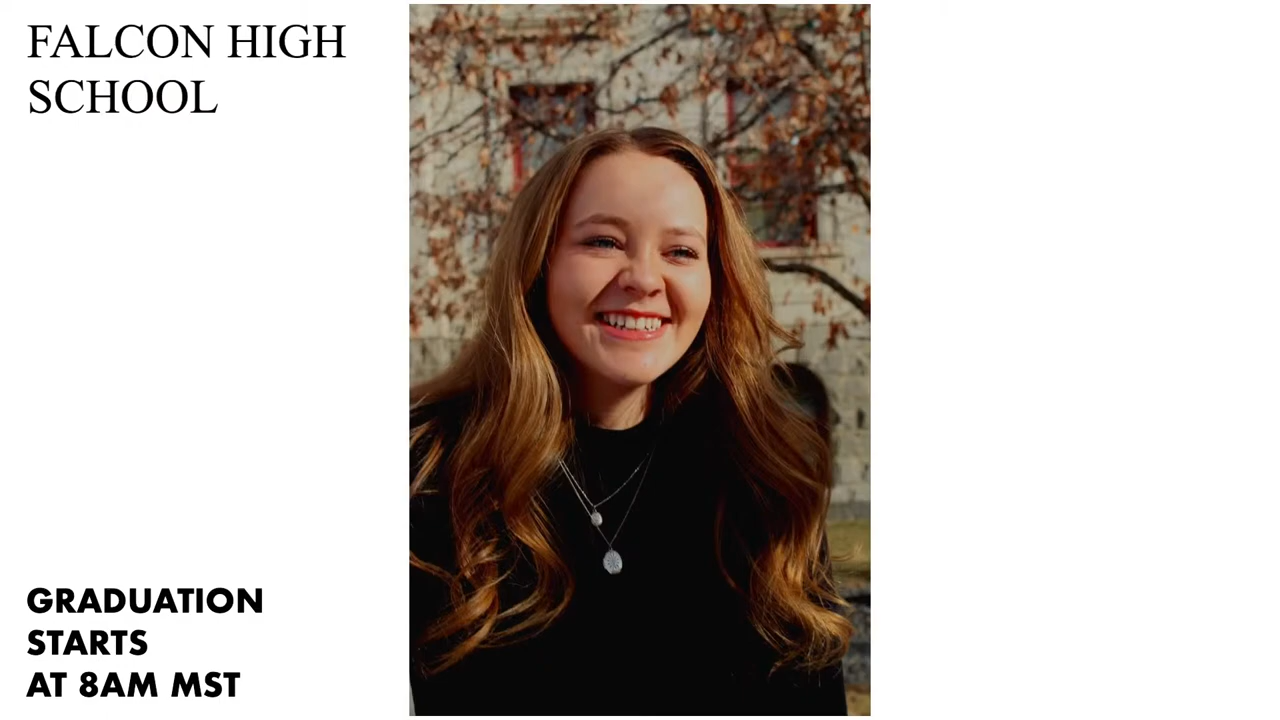 FALCON HIGH
SCHOOL
GRADUATION
STARTS
AT 8AM MST